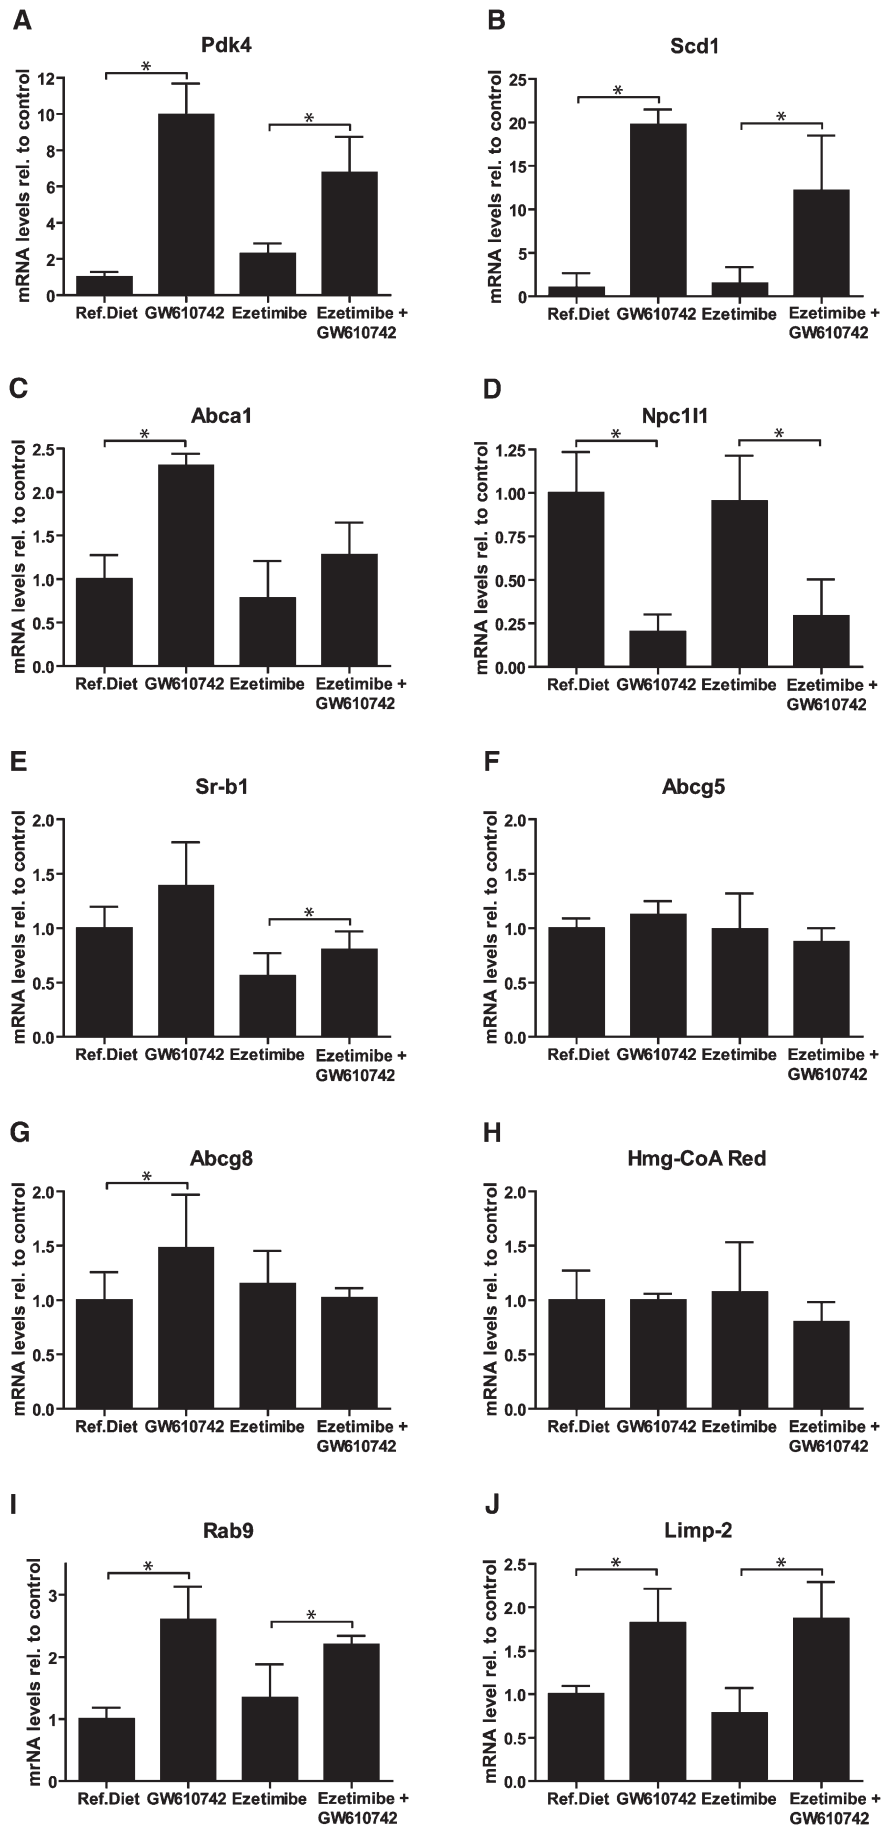 A
Pdk4
mRNA levels rel. to control
12
10
8
6
4
2
0
*
*
Ref.Diet GW610742 Ezetimibe Ezetimibe +
GW610742
B
Scd1
mRNA levels rel. to control
25
20
15
10
5
0
*
*
Ref.Diet GW610742 Ezetimibe Ezetimibe +
GW610742
C
Abca1
mRNA levels rel. to control
2.5
2.0
1.5
1.0
0.5
0.0
*
Ref.Diet GW610742 Ezetimibe Ezetimibe +
GW610742
D
Npc1l1
mRNA levels rel. to control
1.25
1.00
0.75
0.50
0.25
0.00
*
*
Ref.Diet GW610742 Ezetimibe Ezetimibe +
GW610742
E
Sr-b1
mRNA levels rel. to control
2.0
1.5
1.0
0.5
0.0
*
Ref.Diet GW610742 Ezetimibe Ezetimibe +
GW610742
F
Abcg5
mRNA levels rel. to control
2.0
1.5
1.0
0.5
0.0
Ref.Diet GW610742 Ezetimibe Ezetimibe +
GW610742
G
Abcg8
mRNA levels rel. to control
2.0
1.5
1.0
0.5
0.0
*
Ref.Diet GW610742 Ezetimibe Ezetimibe +
GW610742
H
Hmg-CoA Red
mRNA levels rel. to control
2.0
1.5
1.0
0.5
0.0
Ref.Diet GW610742 Ezetimibe Ezetimibe +
GW610742
I
Rab9
mrNA levels rel. to control
3
2
1
0
*
*
Ref.Diet GW610742 Ezetimibe Ezetimibe +
GW610742
J
Limp-2
mRNA level rel. to control
2.5
2.0
1.5
1.0
0.5
0.0
*
*
Ref.Diet GW610742 Ezetimibe Ezetimibe +
GW610742